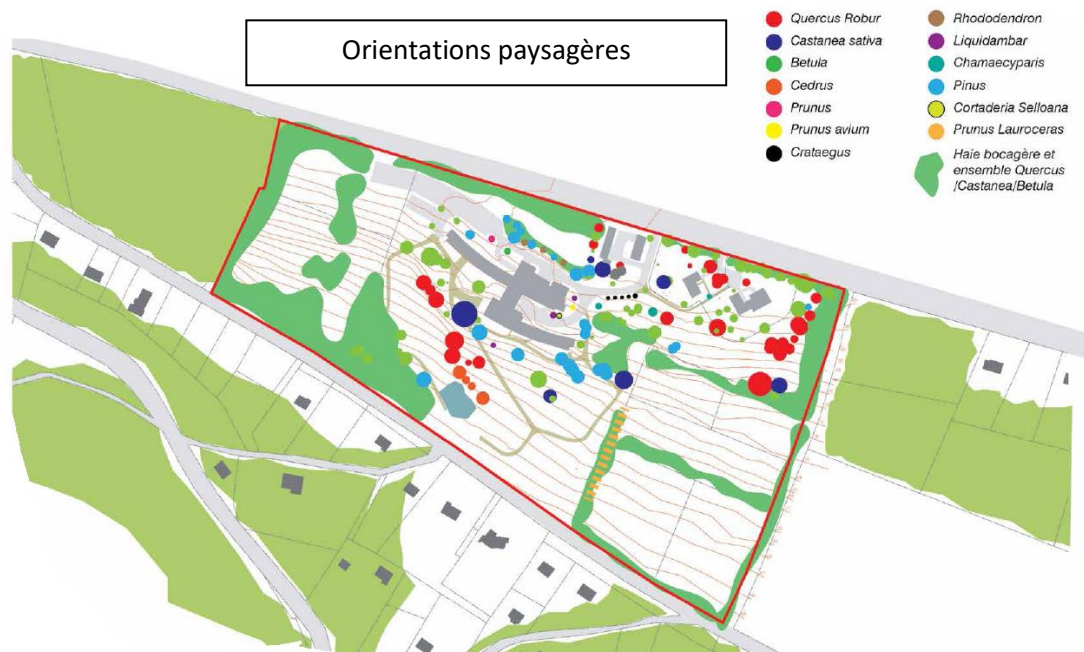 Orientations paysagères
Quercus Robur
Castanea sativa
Betula
Cedrus
Prunus
Prunus avium
Crataegus
Rhododendron
Liquidambar
Chamaecyparis
Pinus
Cortaderia Selloana
Prunus Lauroceras
Haie bocagère et
ensemble Quercus
/Castanea/Betula